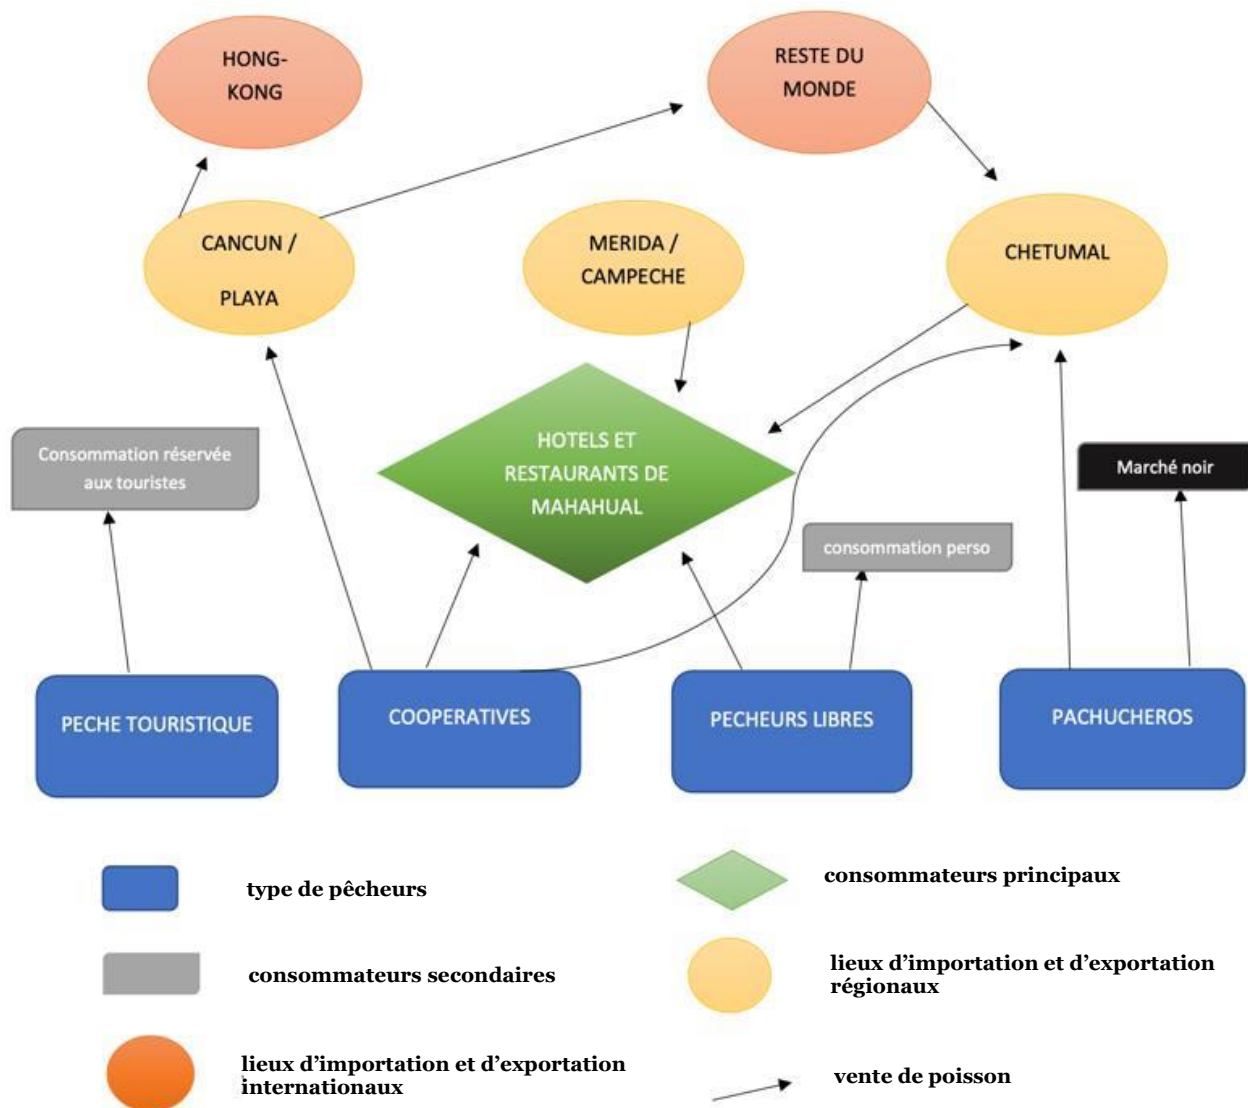 HONG-
KONG
RESTE DU
MONDE
CANCUN /
PLAYA
MERIDA /
CAMPECHE
CHETUMAL
Consommation réservée
aux touristes
HOTELS ET
RESTAURANTS DE
MAHAHUAL
Marché noir
consommation perso
PECHE TOURISTIQUE
COOPERATIVES
PECHEURS LIBRES
PACHUCHEROS
type de pêcheurs
consommateurs principaux
consommateurs secondaires
lieux d’importation et d’exportation
régionaux
lieux d’importation et d’exportation
internationaux
vente de poisson